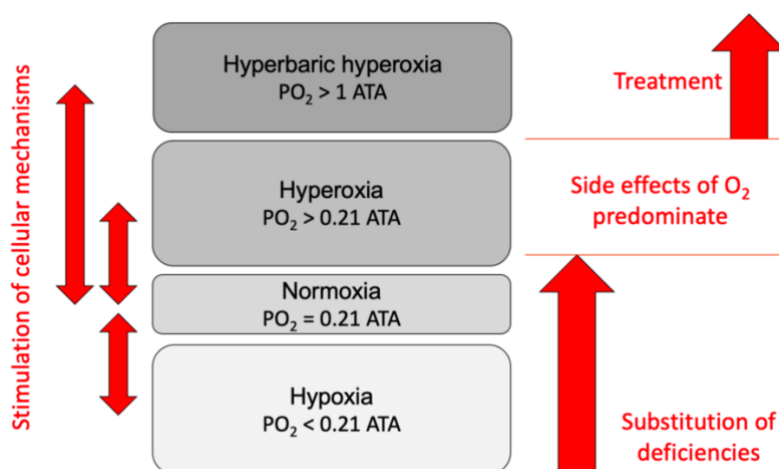 Stimulation of cellular mechanisms
Hyperbaric hyperoxia
PO₂ > 1 ATA
Treatment
Hyperoxia
PO₂ > 0.21 ATA
Side effects of O₂
predominate
Normoxia
PO₂ = 0.21 ATA
Hypoxia
PO₂ < 0.21 ATA
Substitution of
deficiencies